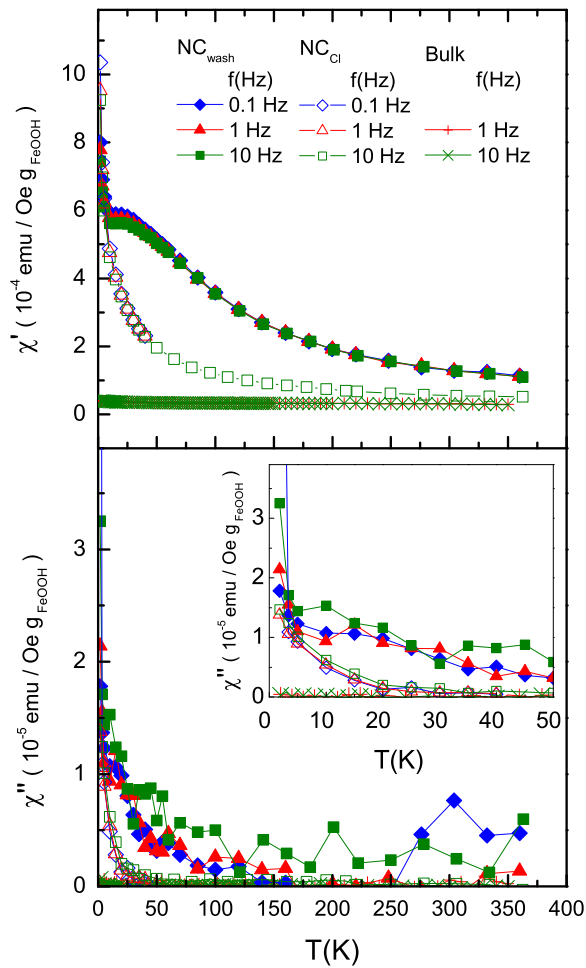 NC_wash NC_Cl Bulk
f(Hz) f(Hz) f(Hz)
0.1 Hz 0.1 Hz
1 Hz 1 Hz 1 Hz
10 Hz 10 Hz 10 Hz
10
8
6
4
2
0
χ' ( 10^-4 emu / Oe g_FeOOH )
3
2
1
0
χ'' ( 10^-5 emu / Oe g_FeOOH )
3
2
1
0
χ'' ( 10^-5 emu / Oe g_FeOOH )
0 10 20 30 40 50
T(K)
0 50 100 150 200 250 300 350 400
T(K)